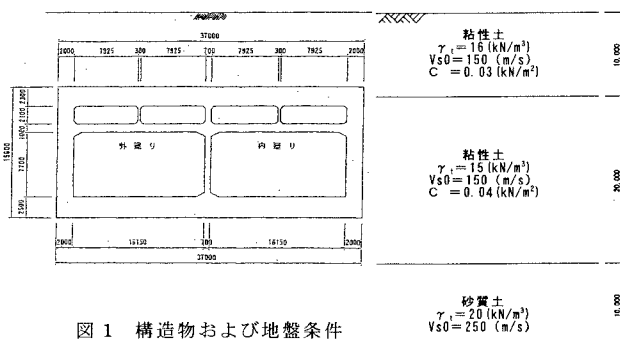 37000
2000 7925 300 7925 700 7925 300 7925 2000
15600
2300
2100
1000
7700
2500
外廻り
内廻り
2000 16150 700 16150 2000
37000
図1 構造物および地盤条件
粘性土
γt=16(kN/m³)
Vs0=150(m/s)
C =0.03(kN/m²)
10,000
粘性土
γt=15(kN/m³)
Vs0=150 (m/s)
C =0.04(kN/m²)
20,000
砂質土
γt=20(kN/m³)
Vs0=250 (m/s)
10,000